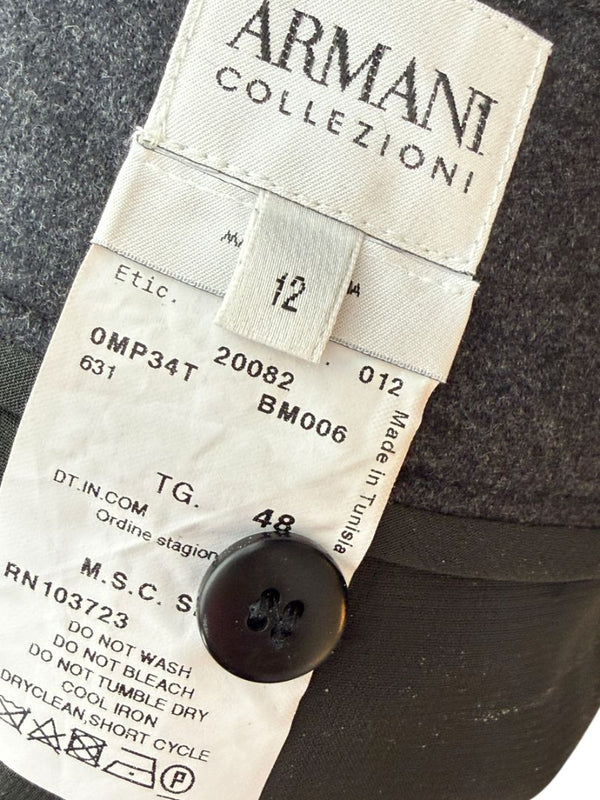 ARMANI
COLLEZIONI
12
Etic.
0MP34T 20082 . 012
631 BM006
Made in Tunisia
TG. 48
DT.IN.COM
Ordine stagion
M.S.C. S.
RN103723
DO NOT WASH
DO NOT BLEACH
DO NOT TUMBLE DRY
COOL IRON
DRYCLEAN,SHORT CYCLE
P